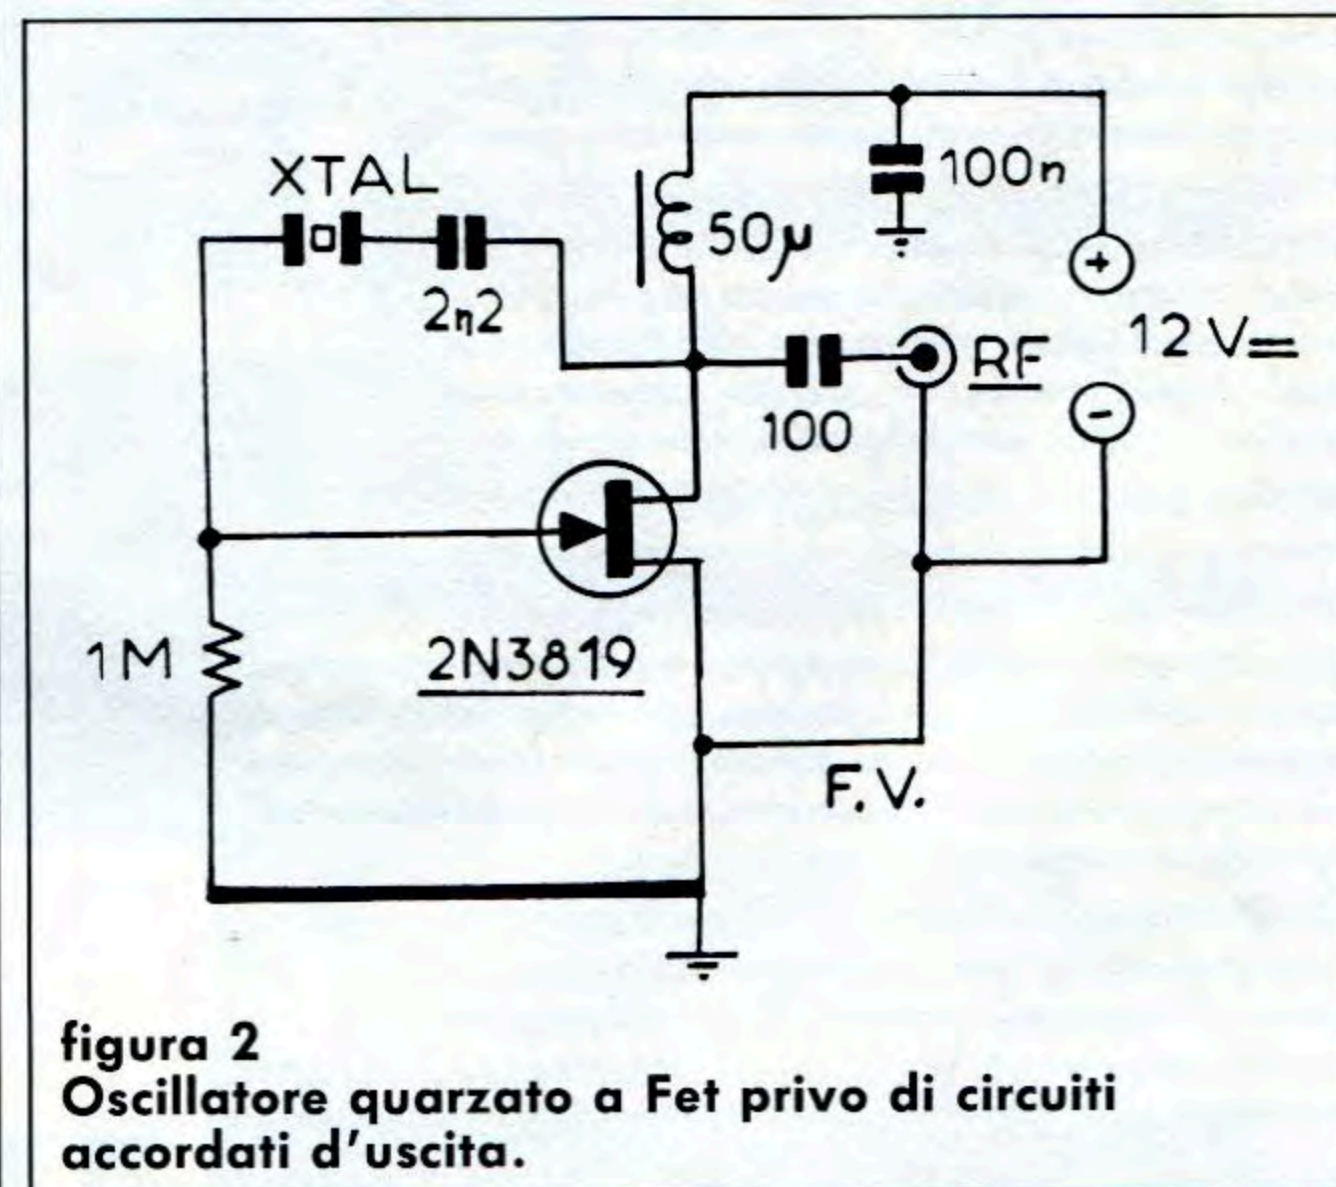 XTAL
2n2
50µ
100n
+
12 V=
-
RF
100
1M
2N3819
F.V.
figura 2
Oscillatore quarzato a Fet privo di circuiti
accordati d'uscita.